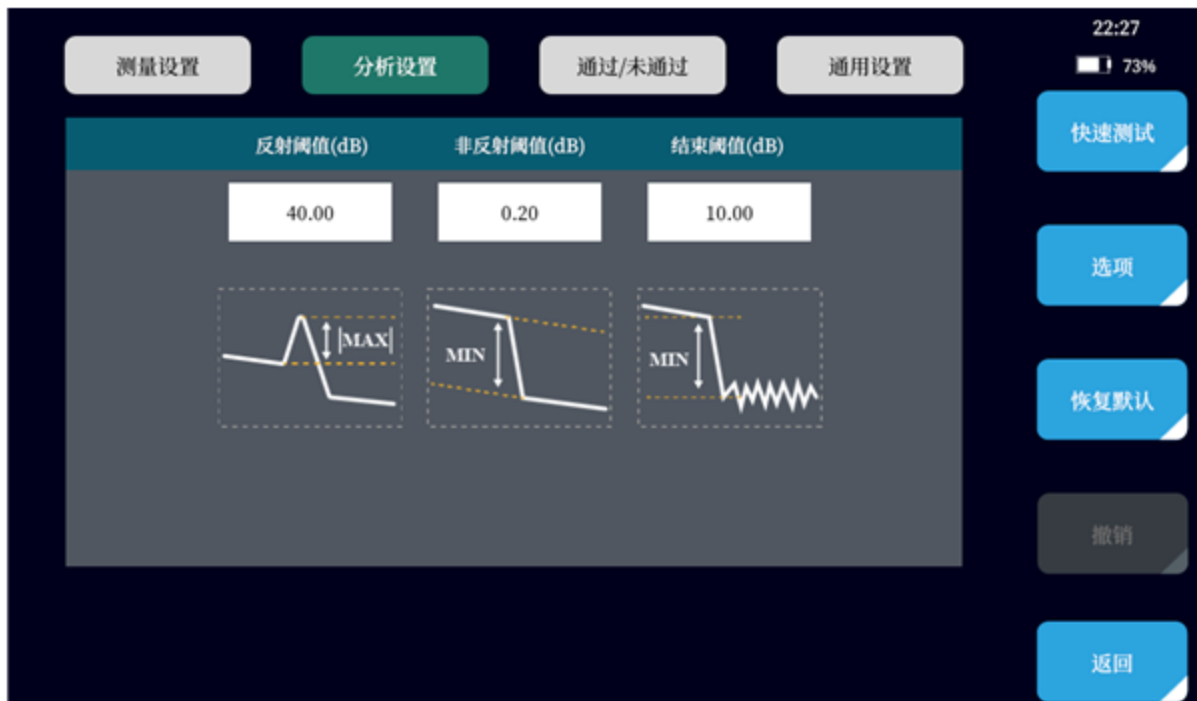 22:27
73%
测量设置
分析设置
通过/未通过
通用设置
快速测试
反射阈值(dB)
非反射阈值(dB)
结束阈值(dB)
40.00
0.20
10.00
选项
|MAX|
MIN
MIN
恢复默认
撤销
返回